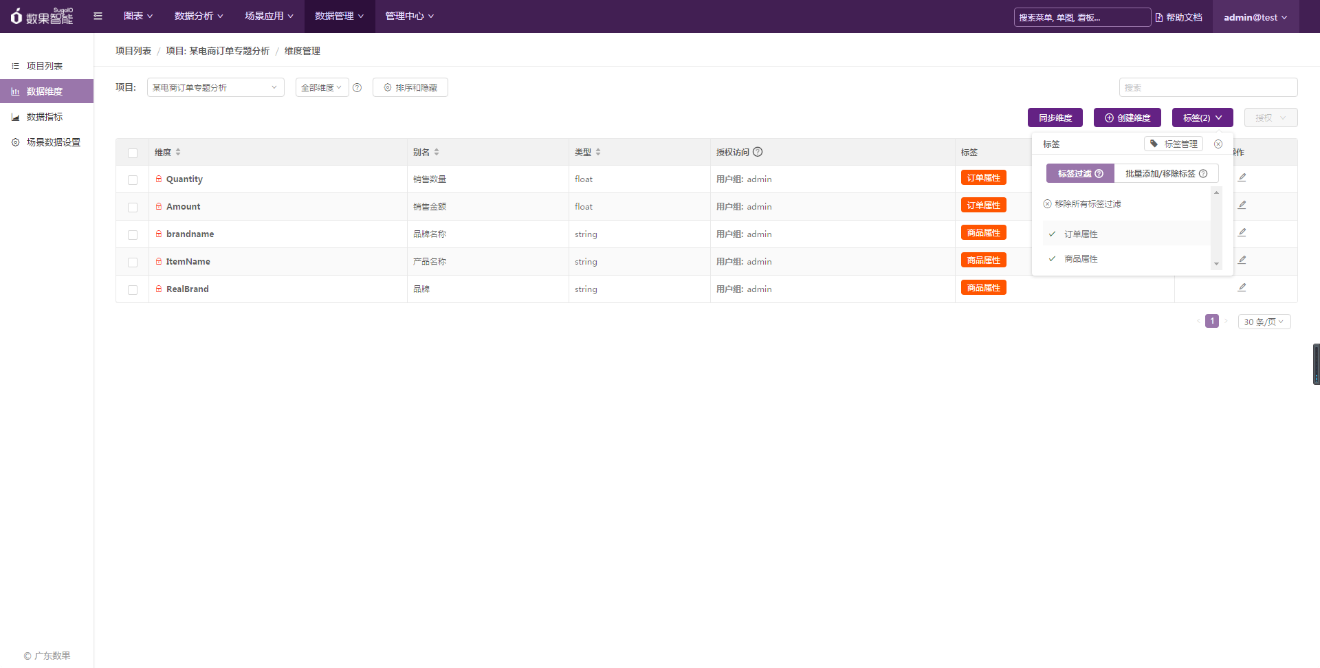 数果智能 SugoIO 图表 数据分析 场景应用 数据管理 管理中心 搜索菜单, 单图, 看板... 帮助文档 admin@test
项目列表 / 项目: 某电商订单专题分析 / 维度管理
项目列表
数据维度
数据指标
场景数据设置
项目: 某电商订单专题分析 全部维度 排序和隐藏 搜索
同步维度 创建维度 标签(2) 授权
维度 别名 类型 授权访问 标签 操作
Quantity 销售数量 float 用户组: admin 订单属性
Amount 销售金额 float 用户组: admin 订单属性
brandname 品牌名称 string 用户组: admin 商品属性
ItemName 产品名称 string 用户组: admin 商品属性
RealBrand 品牌 string 用户组: admin 商品属性
标签 标签管理
标签过滤 批量添加/移除标签
移除所有标签过滤
订单属性
商品属性
1 30 条/页
© 广东数果